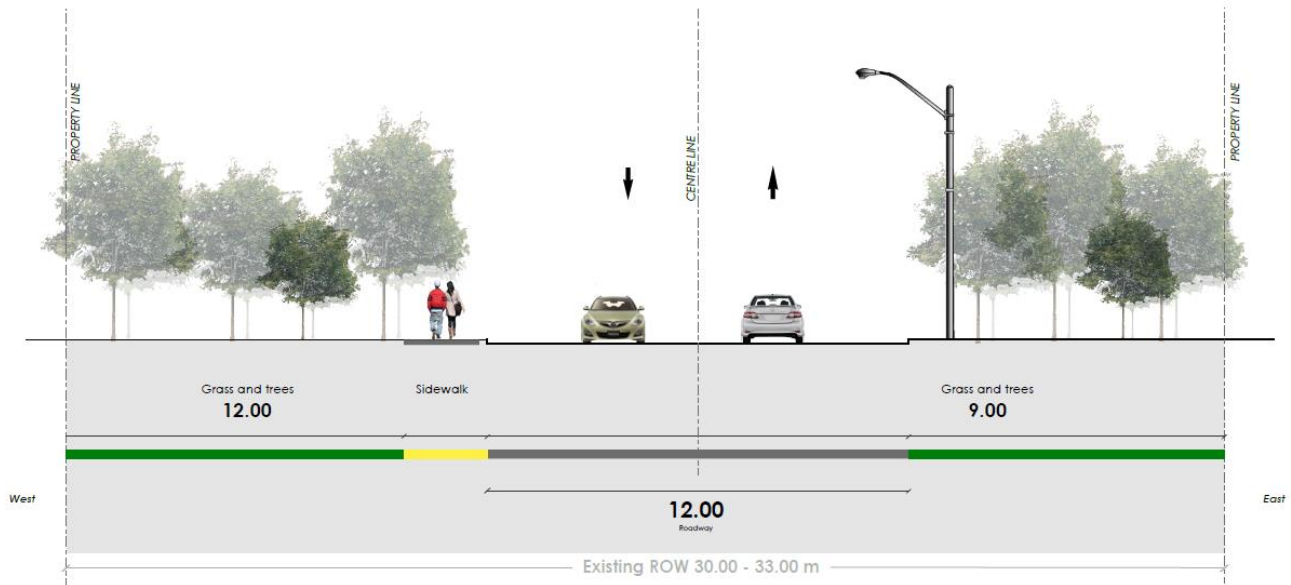 PROPERTY LINE
CENTRE LINE
PROPERTY LINE
Grass and trees
12.00
Sidewalk
Grass and trees
9.00
West
East
12.00
Roadway
Existing ROW 30.00 - 33.00 m